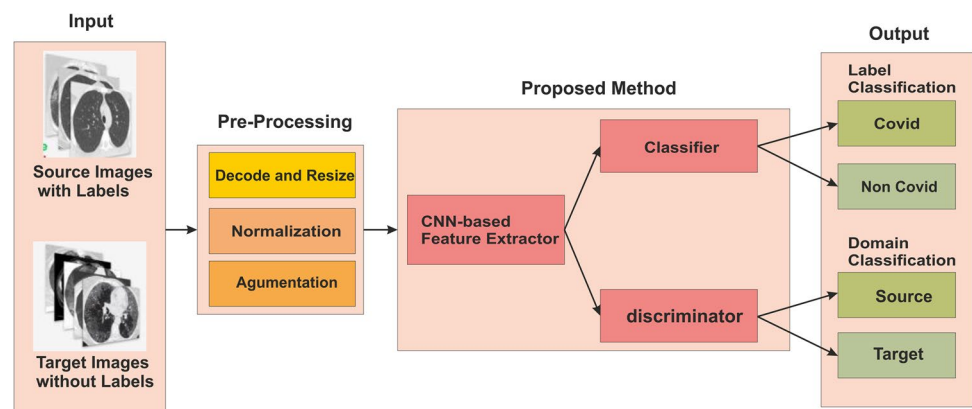 Input
Source Images
with Labels
Target Images
without Labels
Pre-Processing
Decode and Resize
Normalization
Agumentation
Proposed Method
CNN-based
Feature Extractor
Classifier
discriminator
Output
Label
Classification
Covid
Non Covid
Domain
Classification
Source
Target